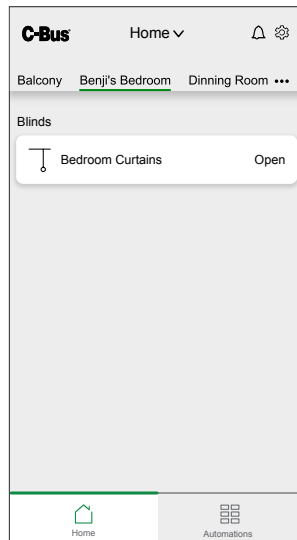 C-Bus Home
Balcony Benji's Bedroom Dinning Room •••
Blinds
Bedroom Curtains Open
Home Automations